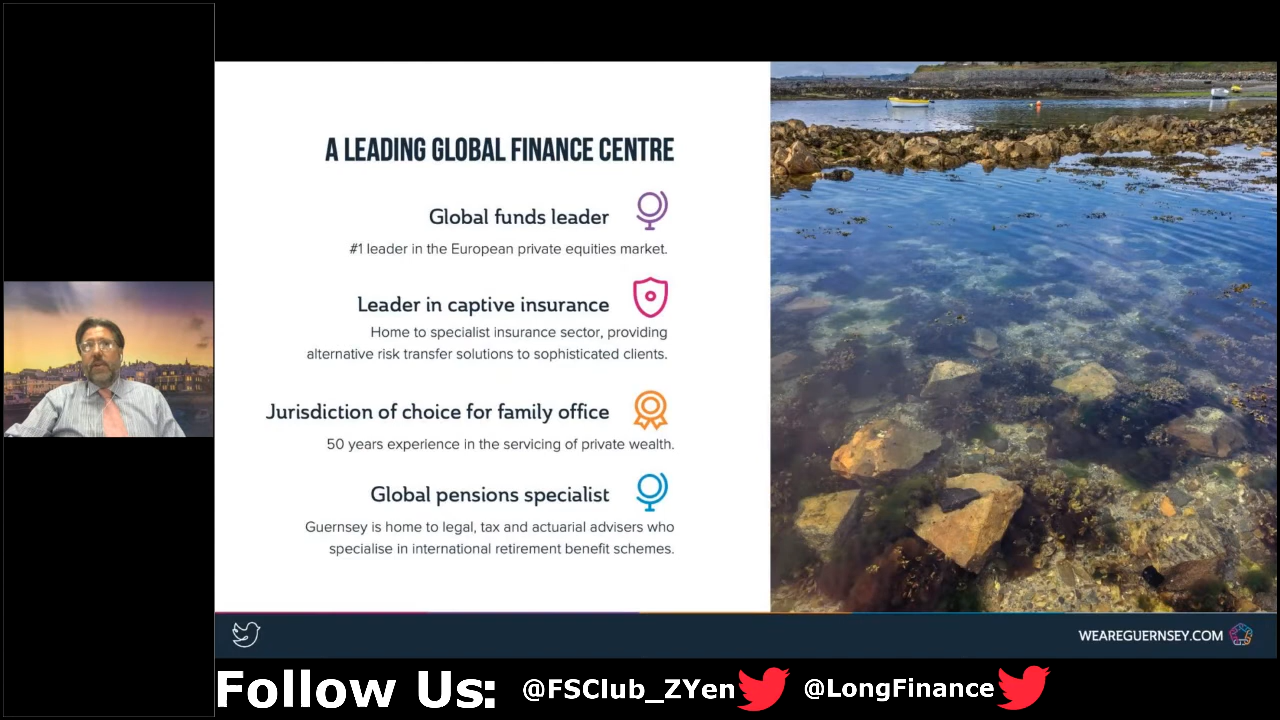 A LEADING GLOBAL FINANCE CENTRE
Global funds leader
#1 leader in the European private equities market.
Leader in captive insurance
Home to specialist insurance sector, providing
alternative risk transfer solutions to sophisticated clients.
Jurisdiction of choice for family office
50 years experience in the servicing of private wealth.
Global pensions specialist
Guernsey is home to legal, tax and actuarial advisers who
specialise in international retirement benefit schemes.
WEAREGUERNSEY.COM
Follow Us: @FSClub_ZYen @LongFinance